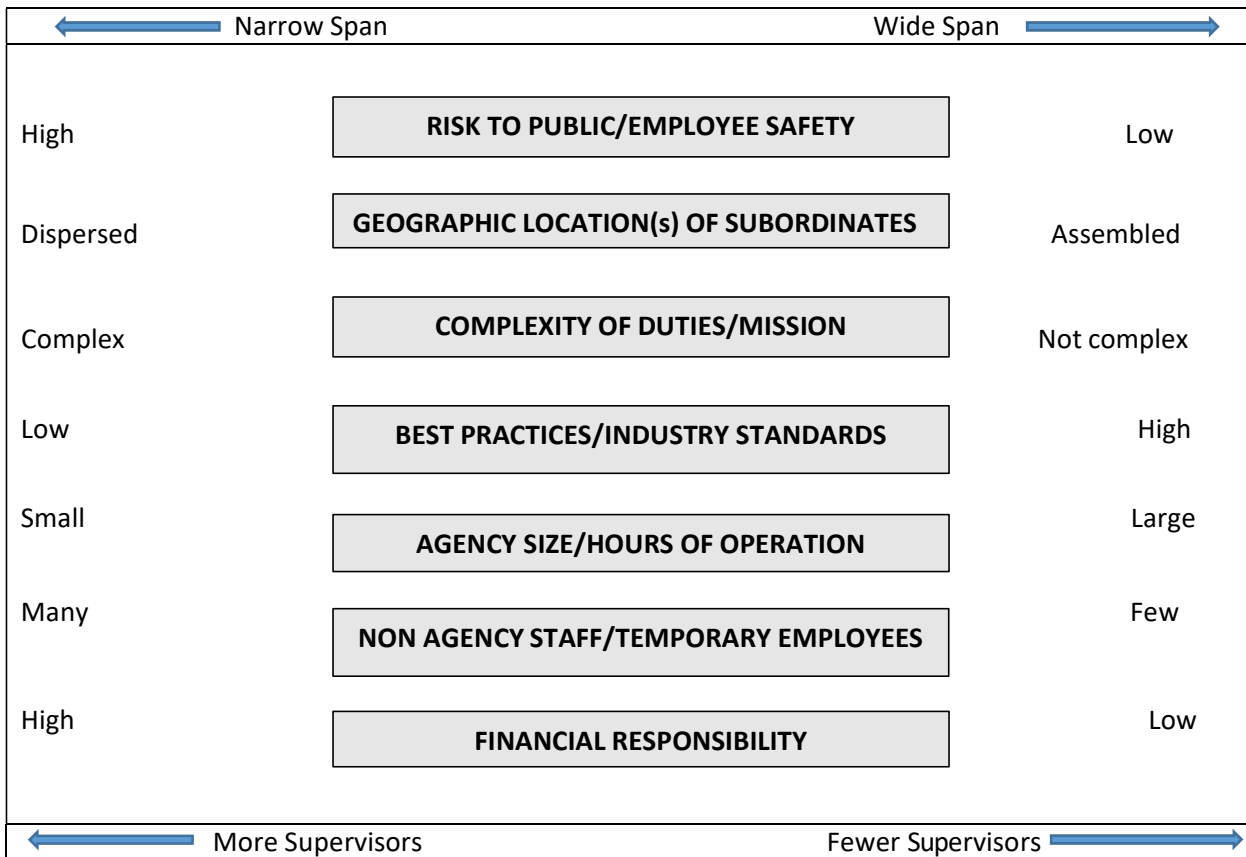 Narrow Span Wide Span
High RISK TO PUBLIC/EMPLOYEE SAFETY Low
Dispersed GEOGRAPHIC LOCATION(s) OF SUBORDINATES Assembled
Complex COMPLEXITY OF DUTIES/MISSION Not complex
Low BEST PRACTICES/INDUSTRY STANDARDS High
Small AGENCY SIZE/HOURS OF OPERATION Large
Many NON AGENCY STAFF/TEMPORARY EMPLOYEES Few
High FINANCIAL RESPONSIBILITY Low
More Supervisors Fewer Supervisors